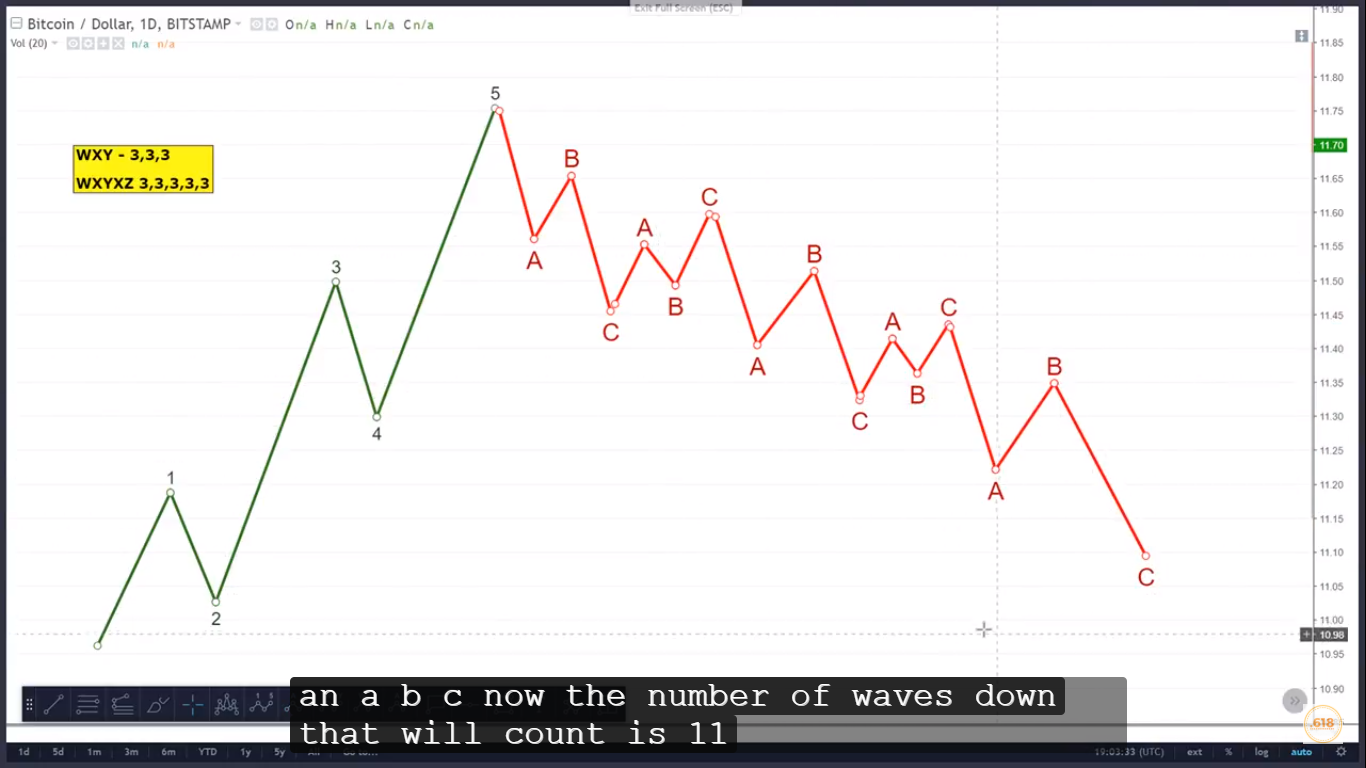 Exit Full Screen (ESC)
Bitcoin / Dollar, 1D, BITSTAMP On/a Hn/a Ln/a Cn/a
Vol (20) n/a n/a
WXY - 3,3,3
WXYXZ 3,3,3,3,3
1
2
3
4
5
A
B
C
A
B
C
A
B
C
A
B
C
A
B
C
11.90
11.85
11.80
11.75
11.70
11.65
11.60
11.55
11.50
11.45
11.40
11.35
11.30
11.25
11.20
11.15
11.10
11.05
11.00
10.98
10.95
10.90
an a b c now the number of waves down
that will count is 11
.618
1d 5d 1m 3m 6m YTD 1y 5y 19:03:33 (UTC) ext % log auto